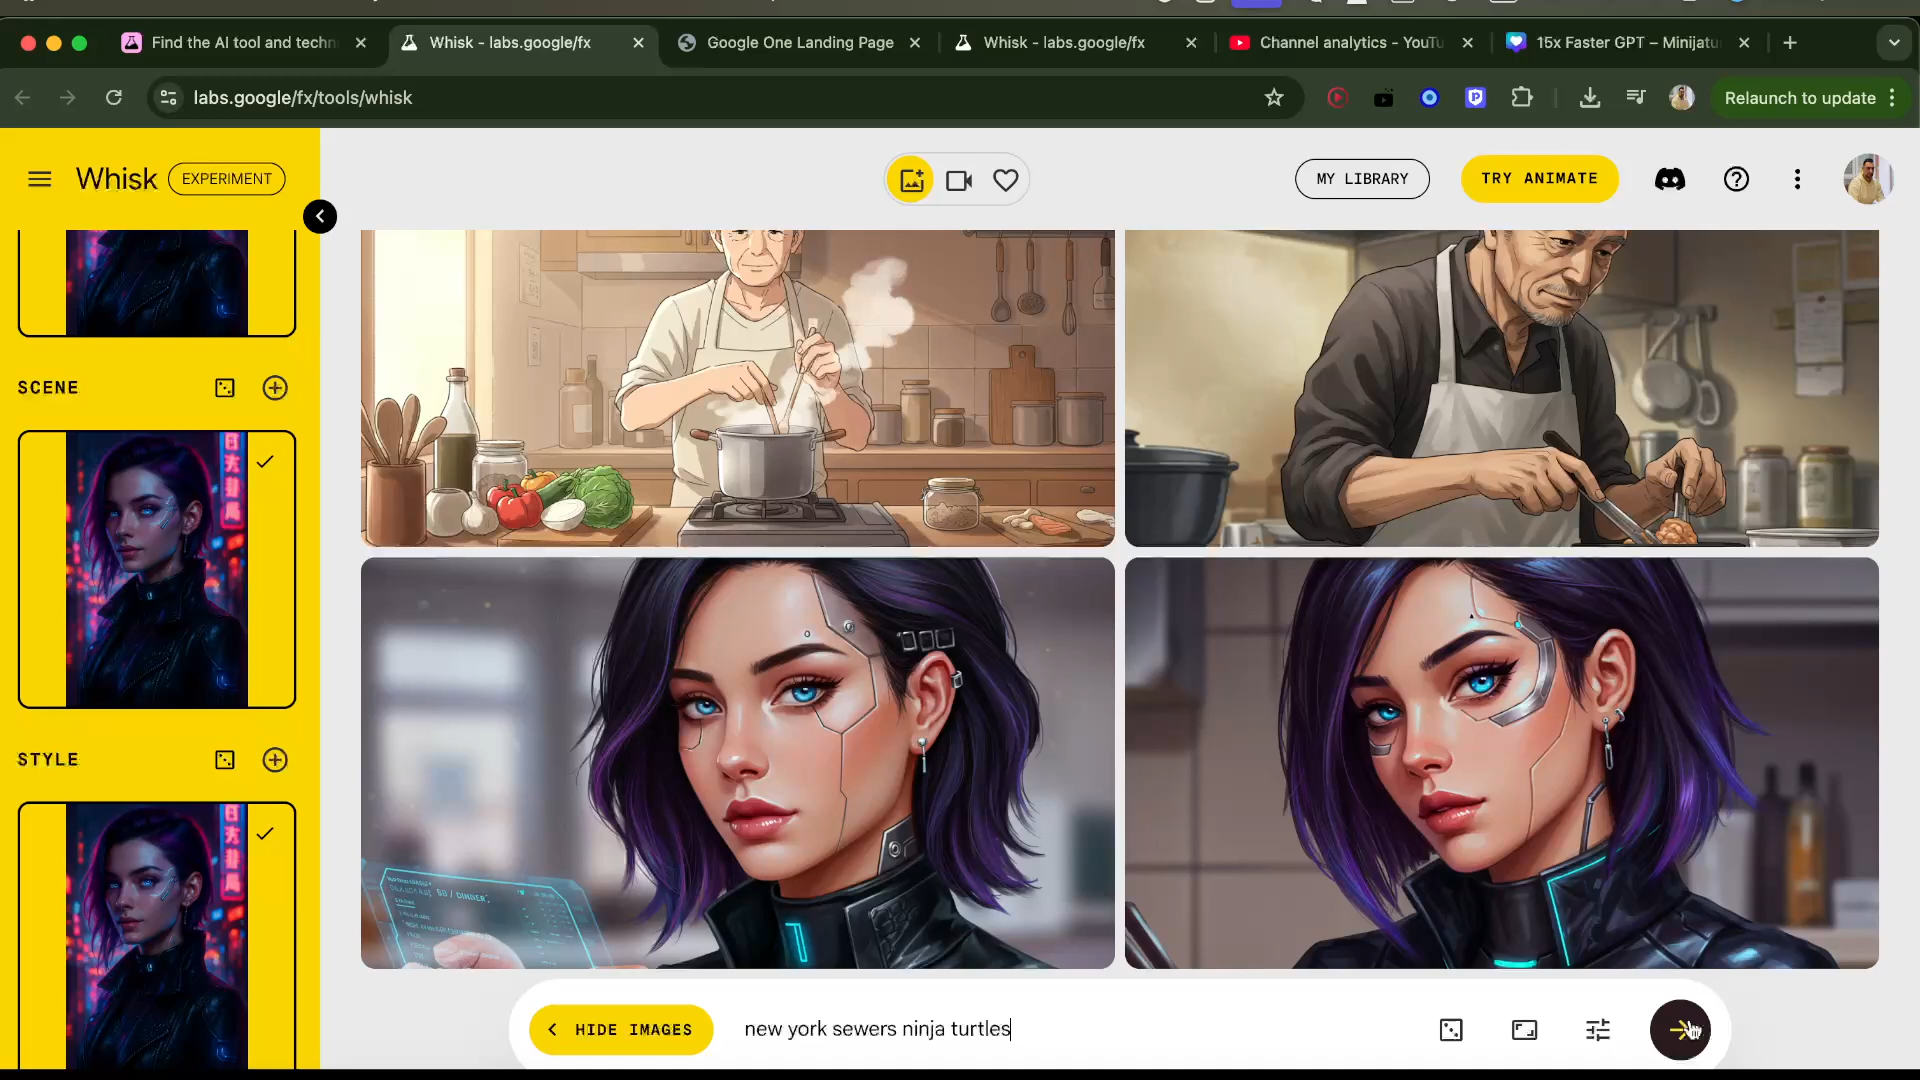 Find the AI tool and techn
Whisk - labs.google/fx
Google One Landing Page
Whisk - labs.google/fx
Channel analytics - YouTu
15x Faster GPT – Minijatu
labs.google/fx/tools/whisk
Relaunch to update
Whisk
EXPERIMENT
MY LIBRARY
TRY ANIMATE
SCENE
STYLE
HIDE IMAGES
new york sewers ninja turtles